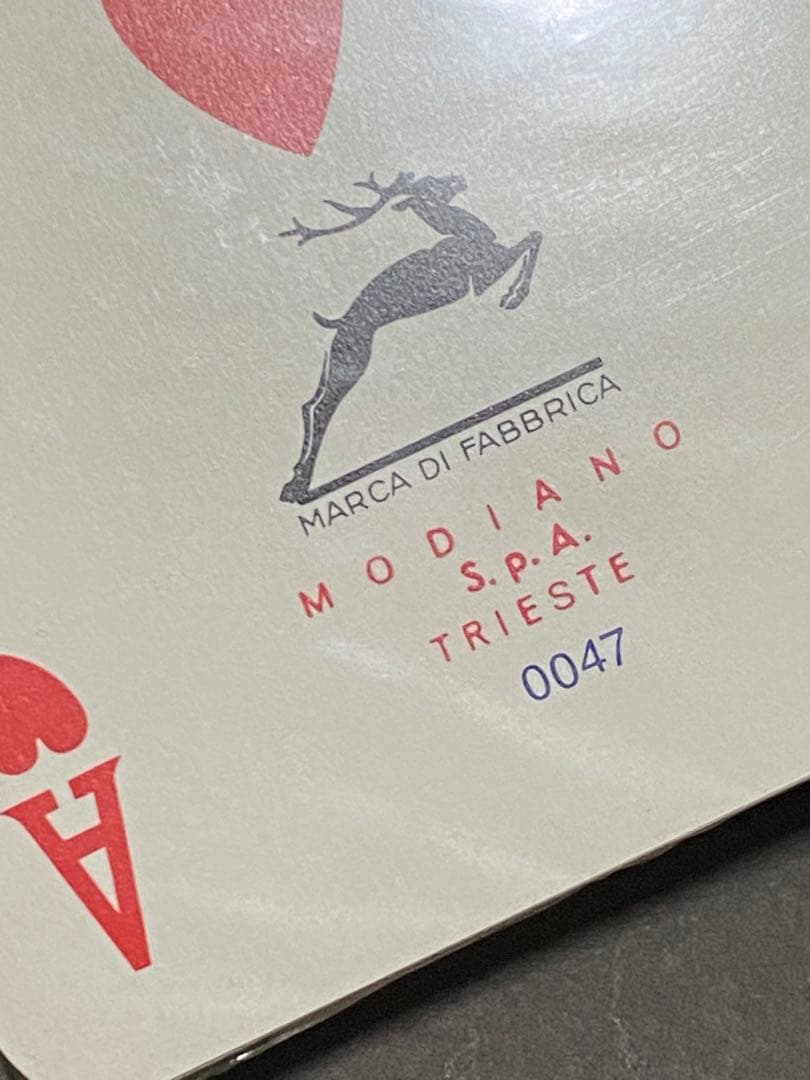 MARCA DI FABBRICA
MODIANO
S.p.A.
TRIESTE
0047
A